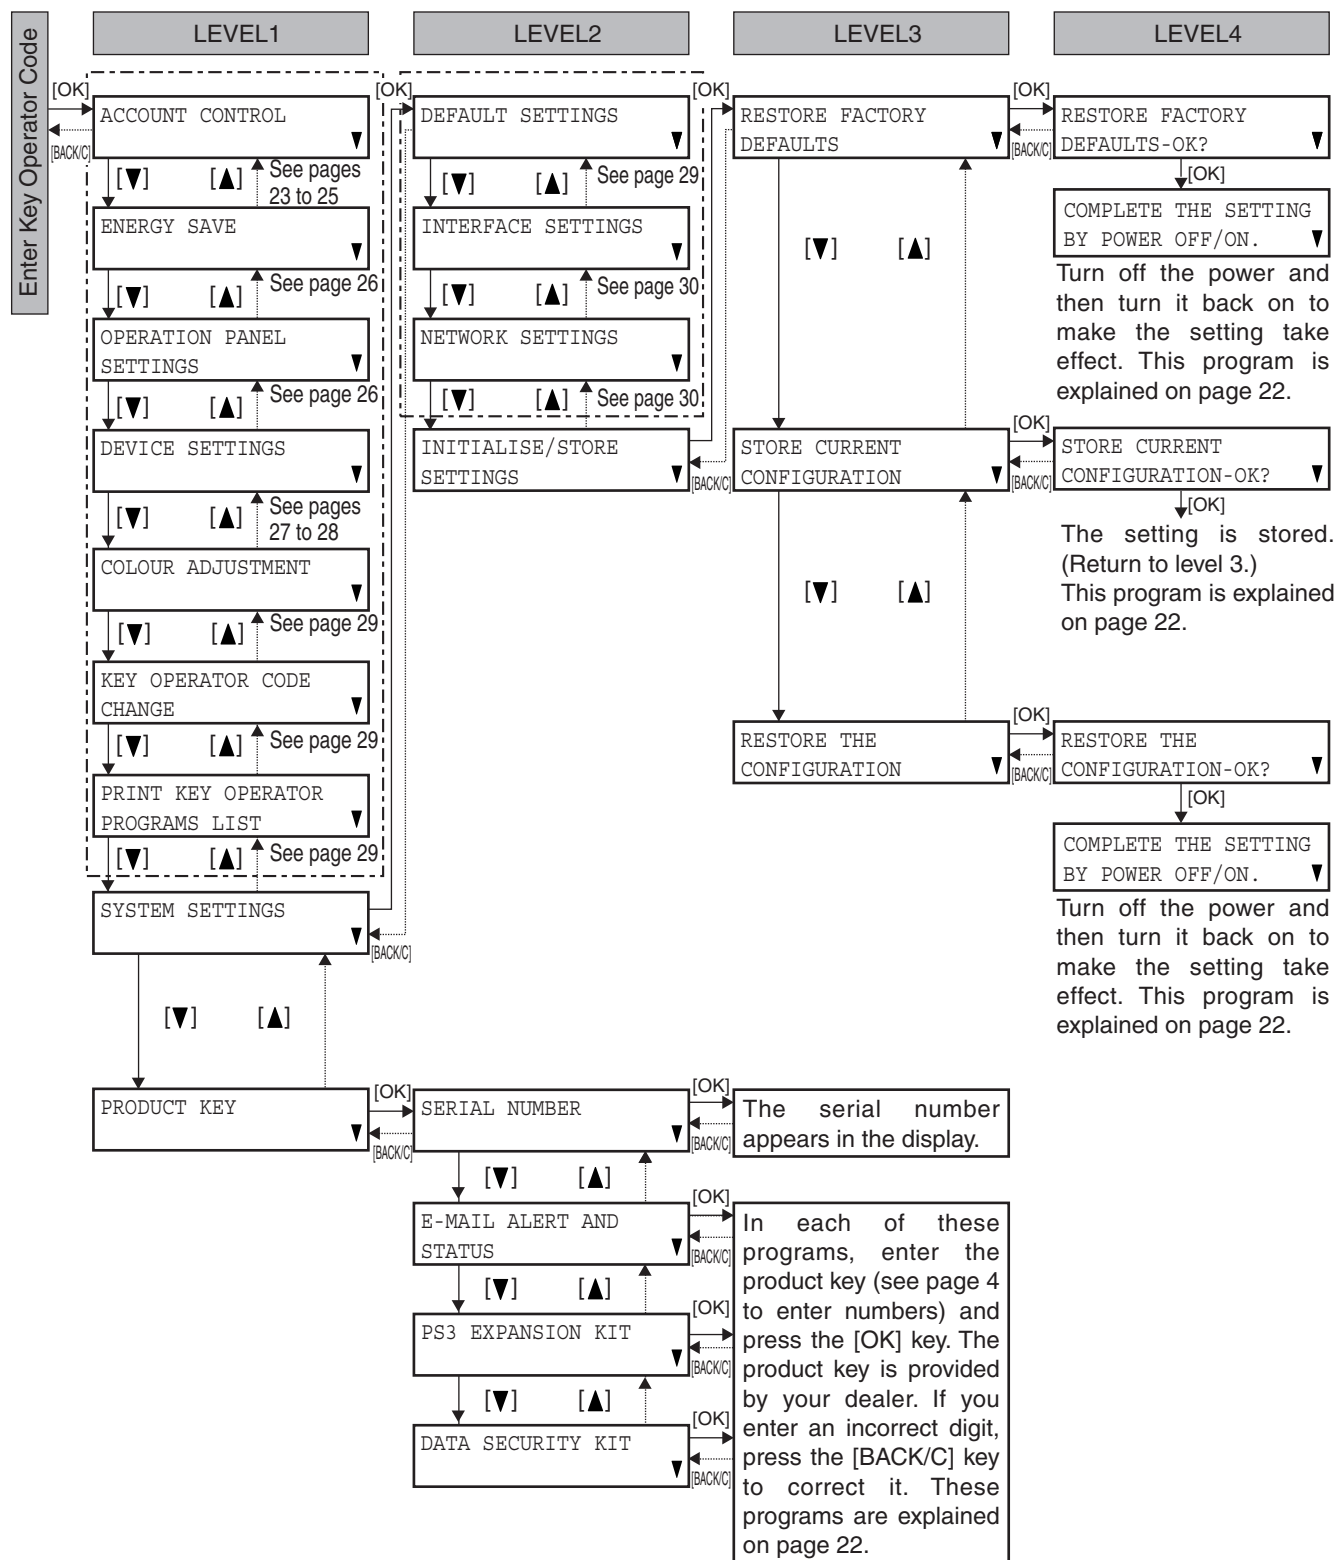 Enter Key Operator Code
LEVEL1
LEVEL2
LEVEL3
LEVEL4
[OK]
[BACK/C]
ACCOUNT CONTROL
▼
[▼] [▲] See pages
23 to 25
ENERGY SAVE
▼
[▼] [▲] See page 26
OPERATION PANEL
SETTINGS ▼
[▼] [▲] See page 26
DEVICE SETTINGS
▼
[▼] [▲] See pages
27 to 28
COLOUR ADJUSTMENT
▼
[▼] [▲] See page 29
KEY OPERATOR CODE
CHANGE ▼
[▼] [▲] See page 29
PRINT KEY OPERATOR
PROGRAMS LIST ▼
[▼] [▲] See page 29
SYSTEM SETTINGS
▼
[▼] [▲]
PRODUCT KEY
▼
[OK]
[BACK/C]
DEFAULT SETTINGS
▼
[▼] [▲] See page 29
INTERFACE SETTINGS
▼
[▼] [▲] See page 30
NETWORK SETTINGS
▼
[▼] [▲] See page 30
INITIALISE/STORE
SETTINGS ▼
[OK]
[BACK/C]
RESTORE FACTORY
DEFAULTS ▼
[▼] [▲]
STORE CURRENT
CONFIGURATION ▼
[▼] [▲]
RESTORE THE
CONFIGURATION ▼
[OK]
[BACK/C]
RESTORE FACTORY
DEFAULTS-OK? ▼
[OK]
COMPLETE THE SETTING
BY POWER OFF/ON. ▼
Turn off the power and
then turn it back on to
make the setting take
effect. This program is
explained on page 22.
[OK]
[BACK/C]
STORE CURRENT
CONFIGURATION-OK? ▼
[OK]
The setting is stored.
(Return to level 3.)
This program is explained
on page 22.
[OK]
[BACK/C]
RESTORE THE
CONFIGURATION-OK? ▼
[OK]
COMPLETE THE SETTING
BY POWER OFF/ON. ▼
Turn off the power and
then turn it back on to
make the setting take
effect. This program is
explained on page 22.
[OK]
[BACK/C]
SERIAL NUMBER
▼
[OK]
[BACK/C]
The serial number
appears in the display.
[▼] [▲]
E-MAIL ALERT AND
STATUS ▼
[OK]
[BACK/C]
[▼] [▲]
PS3 EXPANSION KIT
▼
[OK]
[BACK/C]
[▼] [▲]
DATA SECURITY KIT
▼
[OK]
[BACK/C]
In each of these
programs, enter the
product key (see page 4
to enter numbers) and
press the [OK] key. The
product key is provided
by your dealer. If you
enter an incorrect digit,
press the [BACK/C] key
to correct it. These
programs are explained
on page 22.